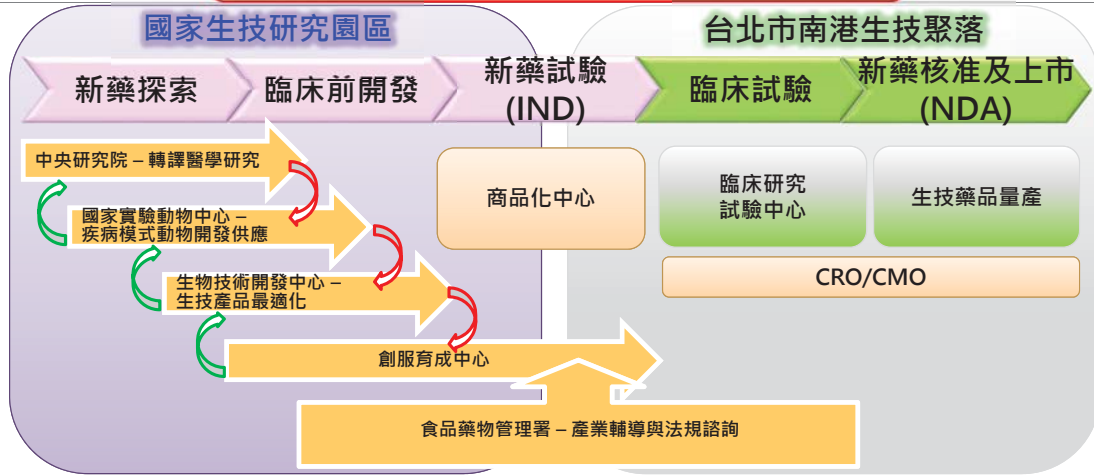 國家生技研究園區
台北市南港生技聚落
新藥探索
臨床前開發
新藥試驗
(IND)
臨床試驗
新藥核准及上市
(NDA)
中央研究院 – 轉譯醫學研究
國家實驗動物中心 –
疾病模式動物開發供應
生物技術開發中心 –
生技產品最適化
創服育成中心
商品化中心
臨床研究
試驗中心
生技藥品量產
CRO/CMO
食品藥物管理署 – 產業輔導與法規諮詢